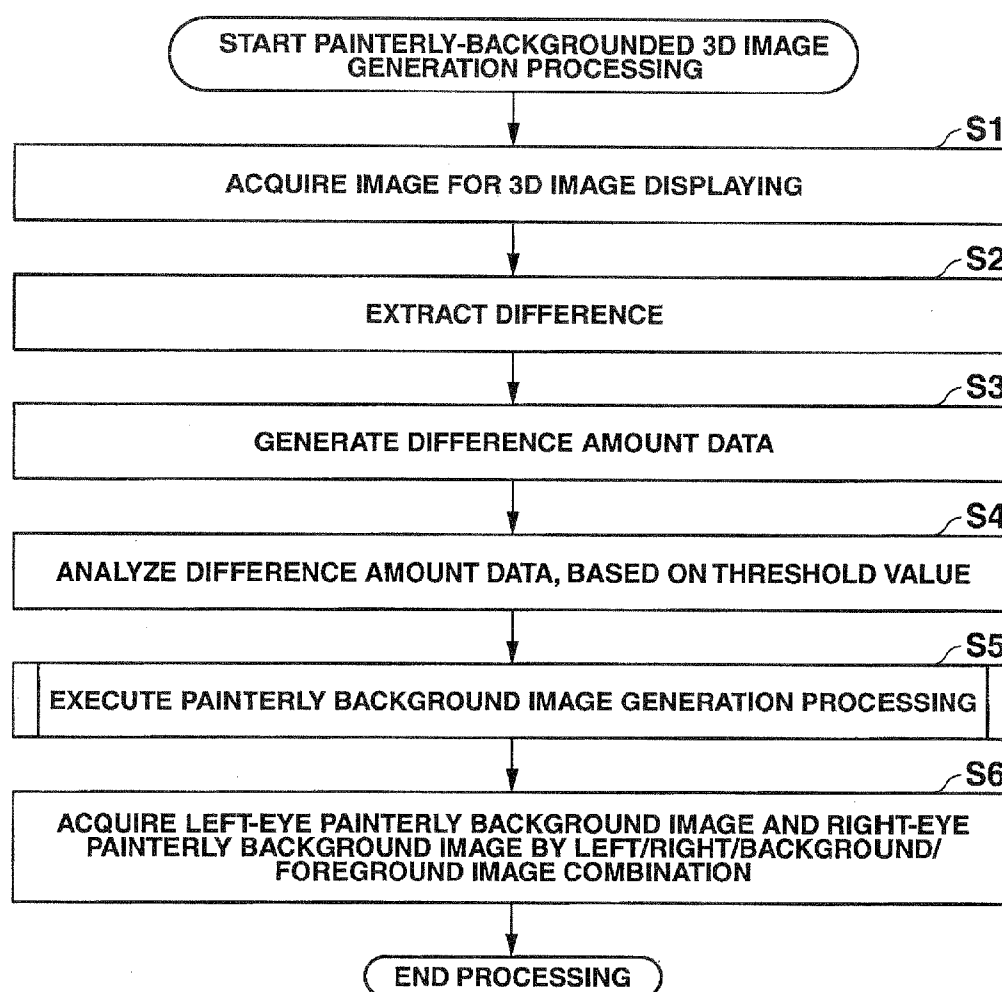 START PAINTERLY-BACKGROUNDED 3D IMAGE
GENERATION PROCESSING
S1
ACQUIRE IMAGE FOR 3D IMAGE DISPLAYING
S2
EXTRACT DIFFERENCE
S3
GENERATE DIFFERENCE AMOUNT DATA
S4
ANALYZE DIFFERENCE AMOUNT DATA, BASED ON THRESHOLD VALUE
S5
EXECUTE PAINTERLY BACKGROUND IMAGE GENERATION PROCESSING
S6
ACQUIRE LEFT-EYE PAINTERLY BACKGROUND IMAGE AND RIGHT-EYE
PAINTERLY BACKGROUND IMAGE BY LEFT/RIGHT/BACKGROUND/
FOREGROUND IMAGE COMBINATION
END PROCESSING